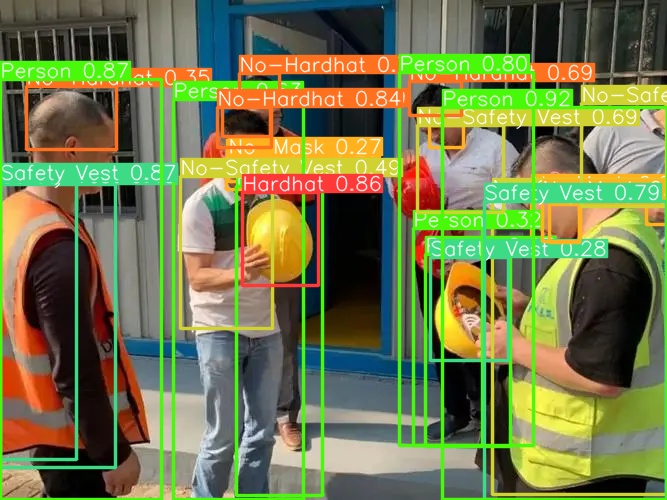 Person 0.87
No-Hardhat 0.35
No-Hardhat 0.
Person 0.80
0.69
No-Hardhat 0.84
Person 0.92
No-Safe
No-Safety Vest 0.69
No-Mask 0.27
Safety Vest 0.87
No-Safety Vest 0.49
Hardhat 0.86
Safety Vest 0.79
Person 0.32
Safety Vest 0.28